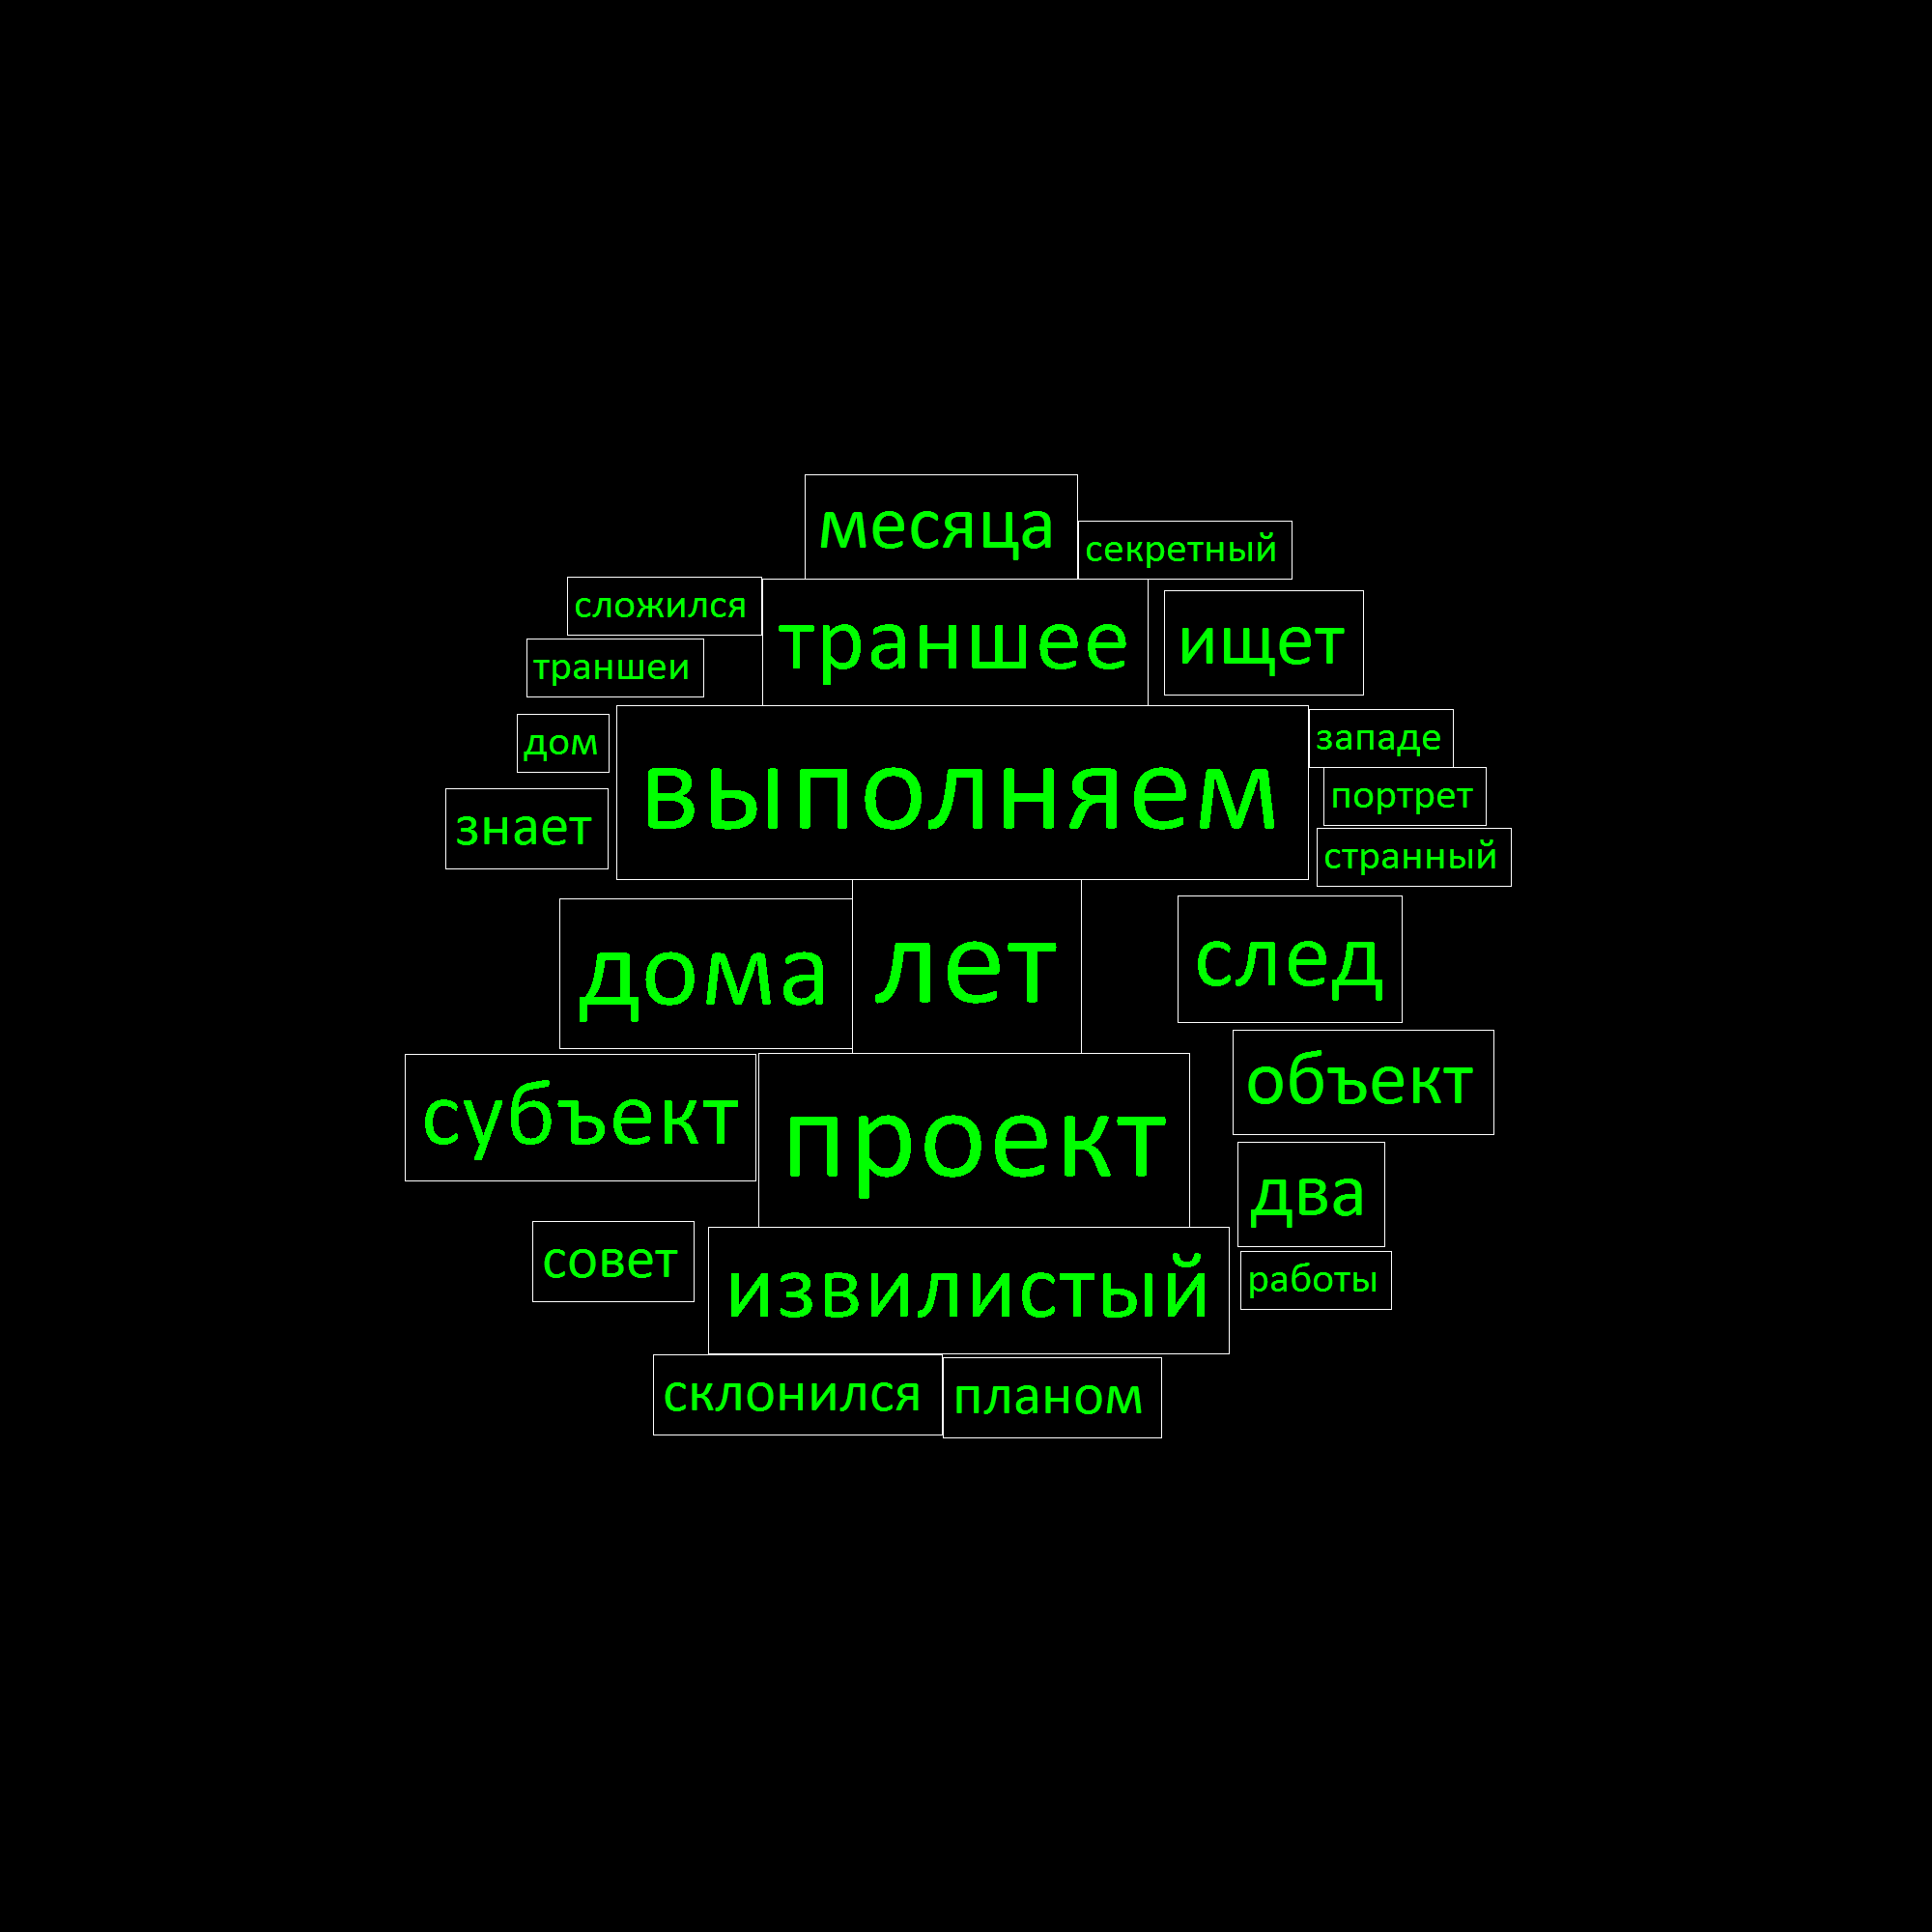 месяца
секретный
сложился
траншее
ищет
траншеи
дом
выполняем
западе
портрет
знает
странный
дома
лет
след
субъект
проект
объект
два
совет
извилистый
работы
склонился
планом